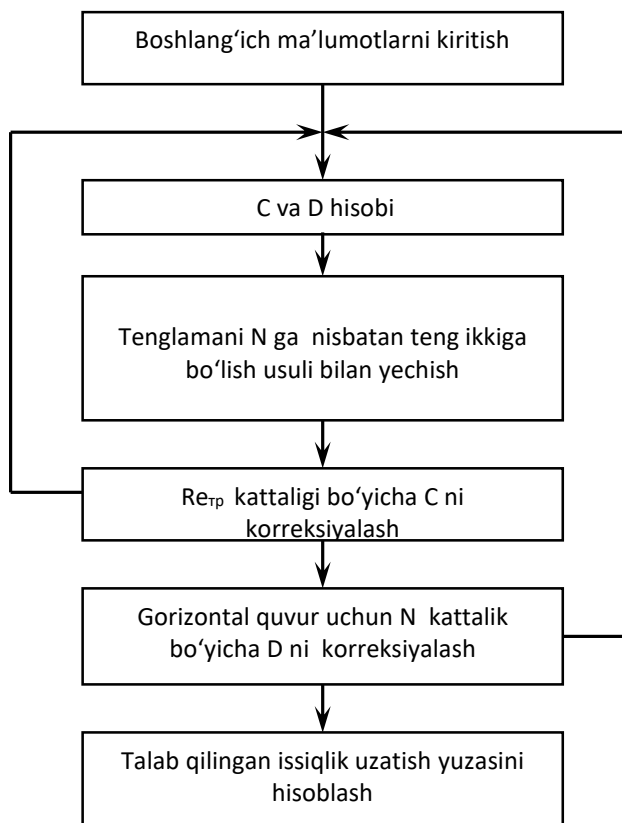 Boshlang‘ich ma’lumotlarni kiritish
C va D hisobi
Tenglamani N ga  nisbatan teng ikkiga
bo‘lish usuli bilan yechish
Reтр  kattaligi bo‘yicha C ni
korreksiyalash
Gorizontal quvur uchun N  kattalik
bo‘yicha D ni  korreksiyalash
Talab qilingan issiqlik uzatish yuzasini
hisoblash